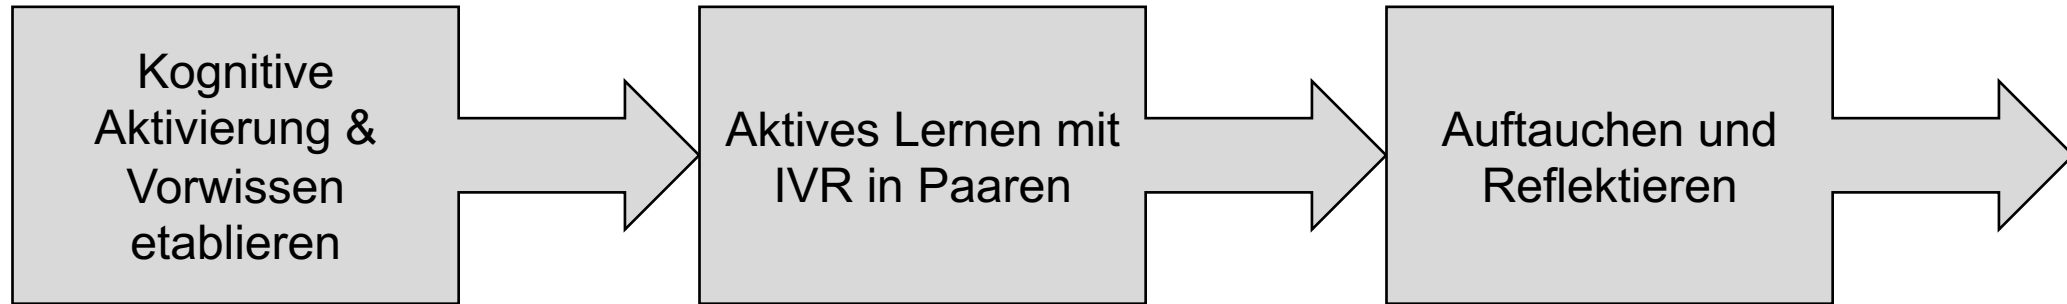 Kognitive
Aktivierung &
Vorwissen
etablieren
Aktives Lernen mit
IVR in Paaren
Auftauchen und
Reflektieren